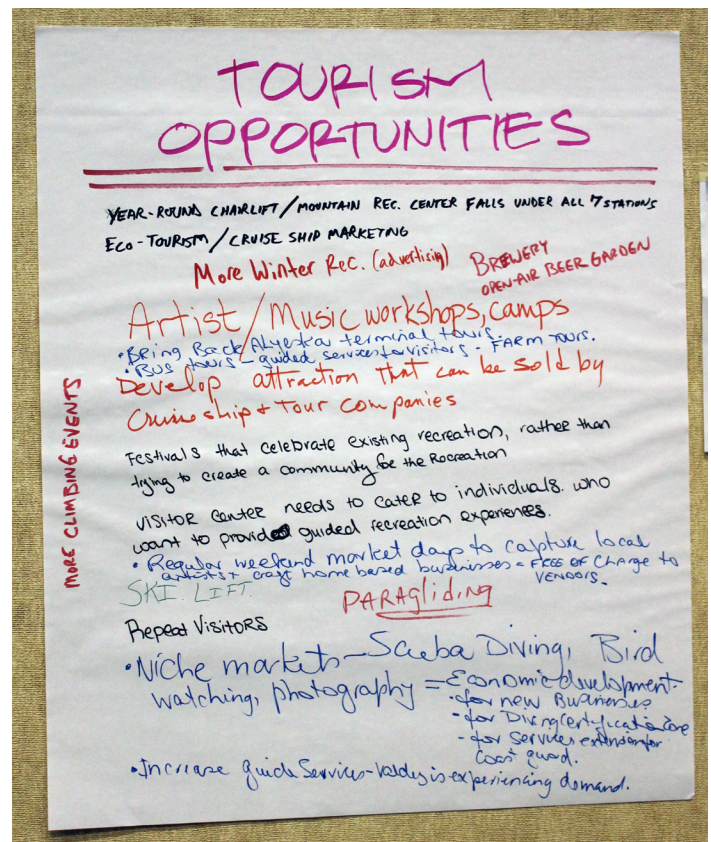 TOURISM
OPPORTUNITIES
YEAR-ROUND CHAIRLIFT / MOUNTAIN REC. CENTER FALLS UNDER ALL 7 STATIONS
ECO-TOURISM / CRUISE SHIP MARKETING
More Winter Rec. (advertising)
BREWERY
OPEN-AIR BEER GARDEN
Artist / Music workshops, camps
• Bring Back Alyeska terminal tours.
• BUS tours - guided services for visitors - FARM TOURS.
Develop attraction that can be sold by
Cruise ship + Tour companies
MORE CLIMBING EVENTS
Festivals that celebrate existing recreation, rather than
trying to create a community for the Rocreation
VISITOR CENTER needs to cater to individuals. who
want to provide guided recreation experiences.
• Regular weekend market days to capture local
artists + craft home based businesses = FREE OF CHARGE to
VENDORS.
SKI LIFT.
PARAgliding
Repeat VISITORS
• Niche markets - Scuba Diving, Bird
watching, photography = Economic development
- for new Businesses
- for Diving Certification
- for services extension for
Coast guard.
• Increase guide Services - Valdez is experiencing demand.